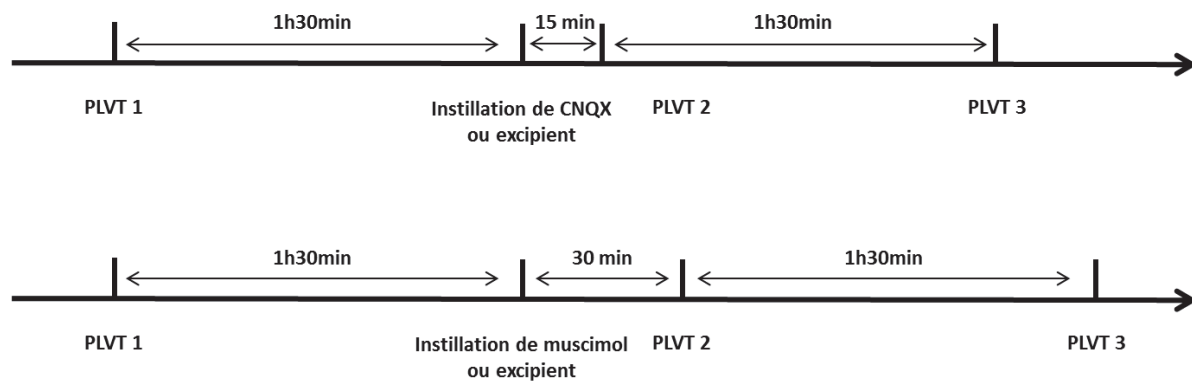 1h30min
15 min
1h30min
PLVT 1
Instillation de CNQX
ou excipient
PLVT 2
PLVT 3
1h30min
30 min
1h30min
PLVT 1
Instillation de muscimol
ou excipient
PLVT 2
PLVT 3